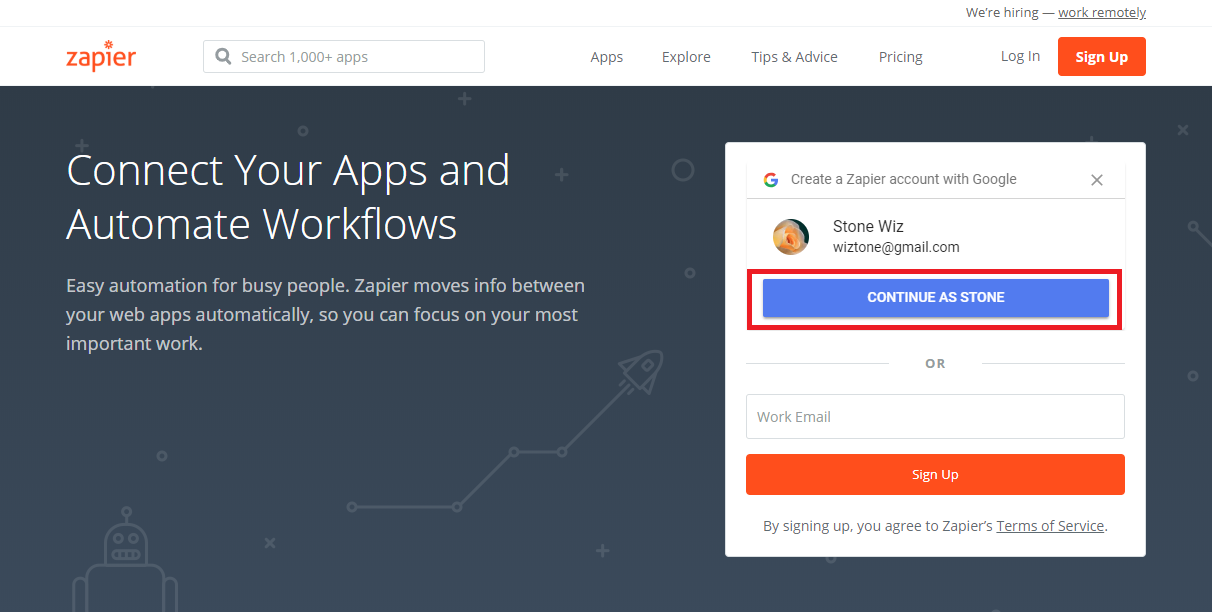 We're hiring — work remotely
zapier
Search 1,000+ apps
Apps
Explore
Tips & Advice
Pricing
Log In
Sign Up
Connect Your Apps and
Automate Workflows
Easy automation for busy people. Zapier moves info between
your web apps automatically, so you can focus on your most
important work.
Create a Zapier account with Google
Stone Wiz
wiztone@gmail.com
CONTINUE AS STONE
OR
Work Email
Sign Up
By signing up, you agree to Zapier's Terms of Service.